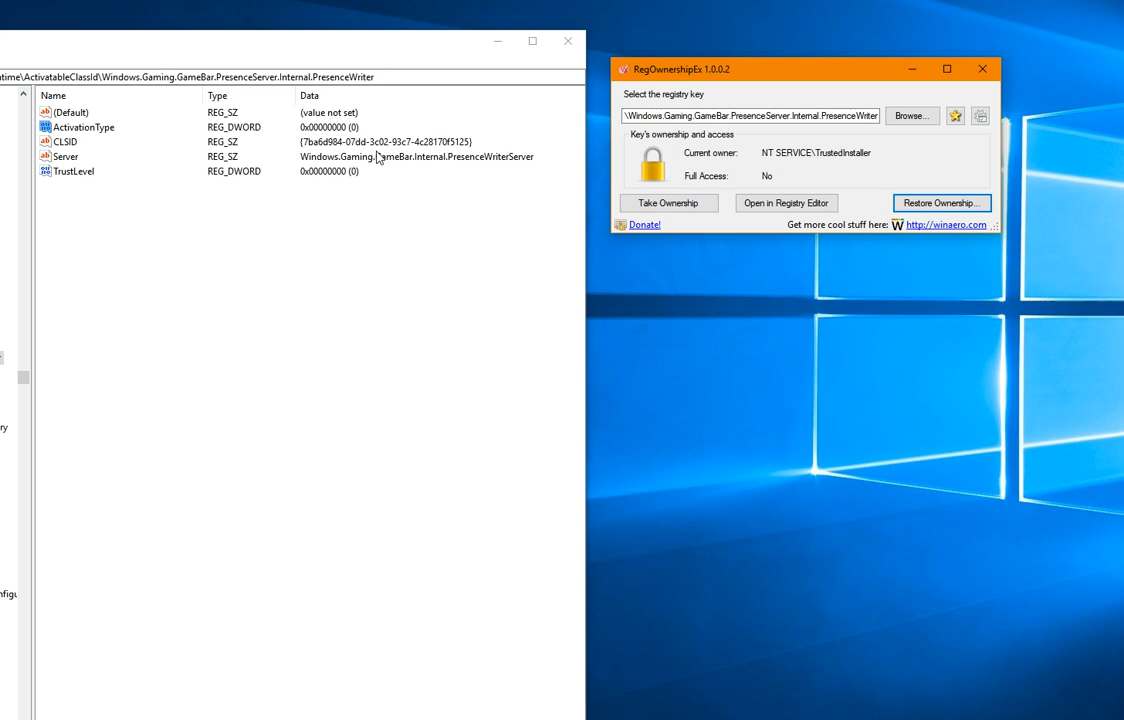 ntime\ActivatableClassId\Windows.Gaming.GameBar.PresenceServer.Internal.PresenceWriter
Name Type Data
(Default) REG_SZ (value not set)
ActivationType REG_DWORD 0x00000000 (0)
CLSID REG_SZ {7ba6d984-07dd-3c02-93c7-4c28170f5125}
Server REG_SZ Windows.Gaming.GameBar.Internal.PresenceWriterServer
TrustLevel REG_DWORD 0x00000000 (0)
ry
nfigu
RegOwnershipEx 1.0.0.2
Select the registry key
\Windows.Gaming.GameBar.PresenceServer.Internal.PresenceWriter Browse...
Key's ownership and access
Current owner: NT SERVICE\TrustedInstaller
Full Access: No
Take Ownership Open in Registry Editor Restore Ownership...
Donate! Get more cool stuff here: W http://winaero.com